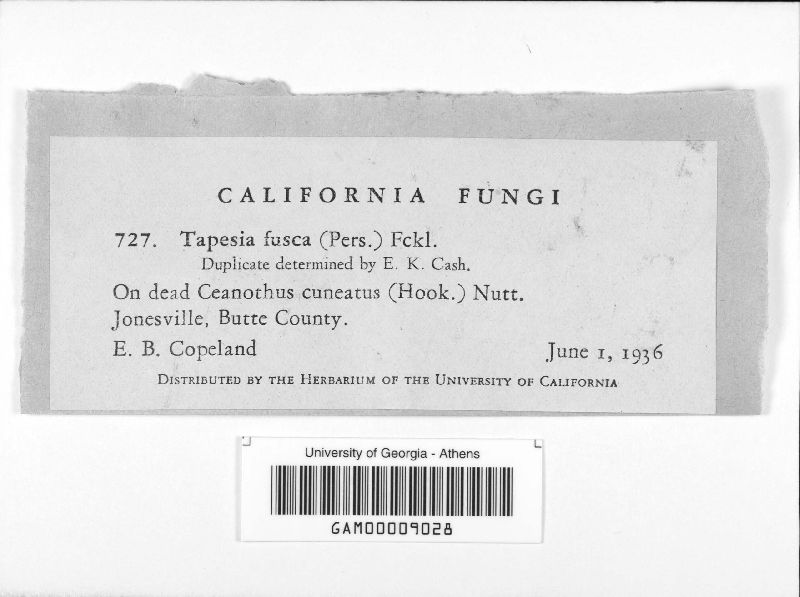 CALIFORNIA FUNGI
727. Tapesia fusca (Pers.) Fckl.
Duplicate determined by E. K. Cash.
On dead Ceanothus cuneatus (Hook.) Nutt.
Jonesville, Butte County.
E. B. Copeland June 1, 1936
DISTRIBUTED BY THE HERBARIUM OF THE UNIVERSITY OF CALIFORNIA
University of Georgia - Athens
GAM00009028